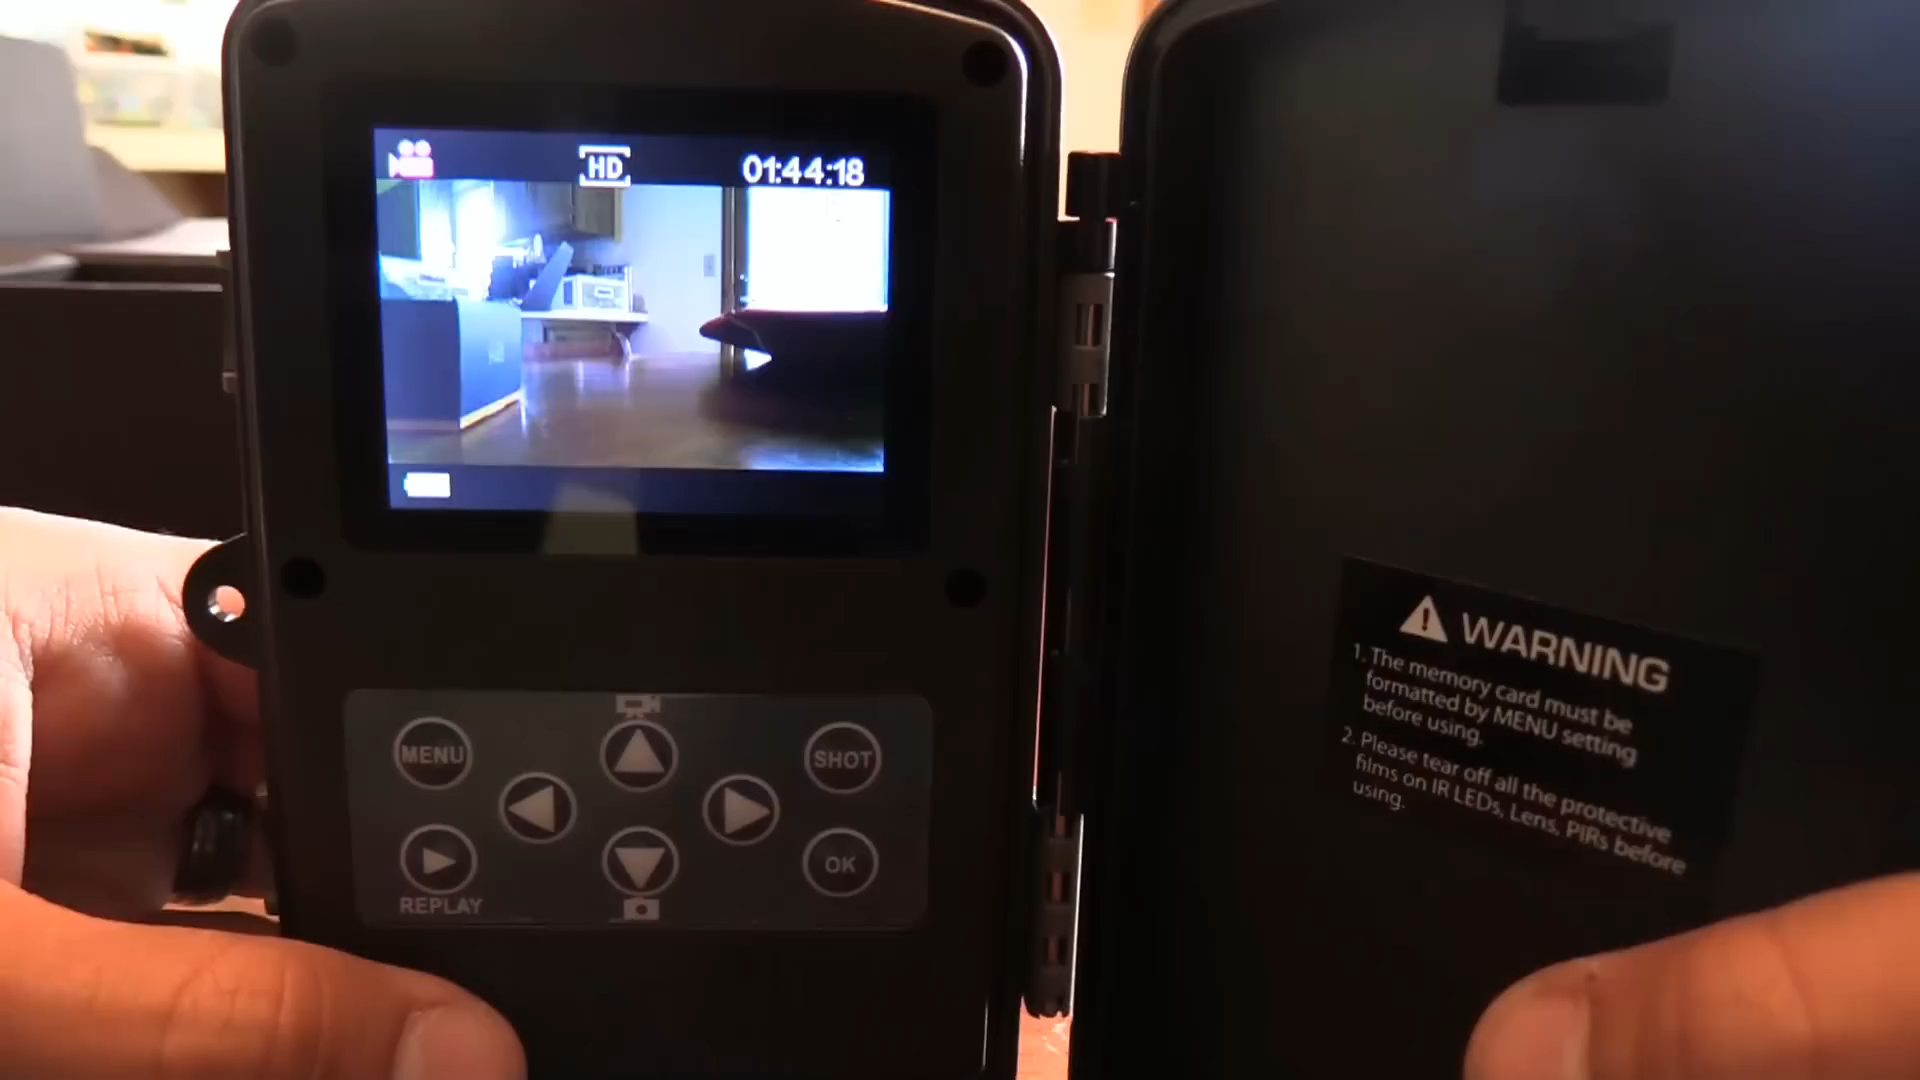 HD
01:44:18
MENU
SHOT
OK
REPLAY
WARNING
1. The memory card must be
formatted by MENU setting
before using.
2. Please tear off all the protective
films on IR LEDs, Lens, PIRs before
using.